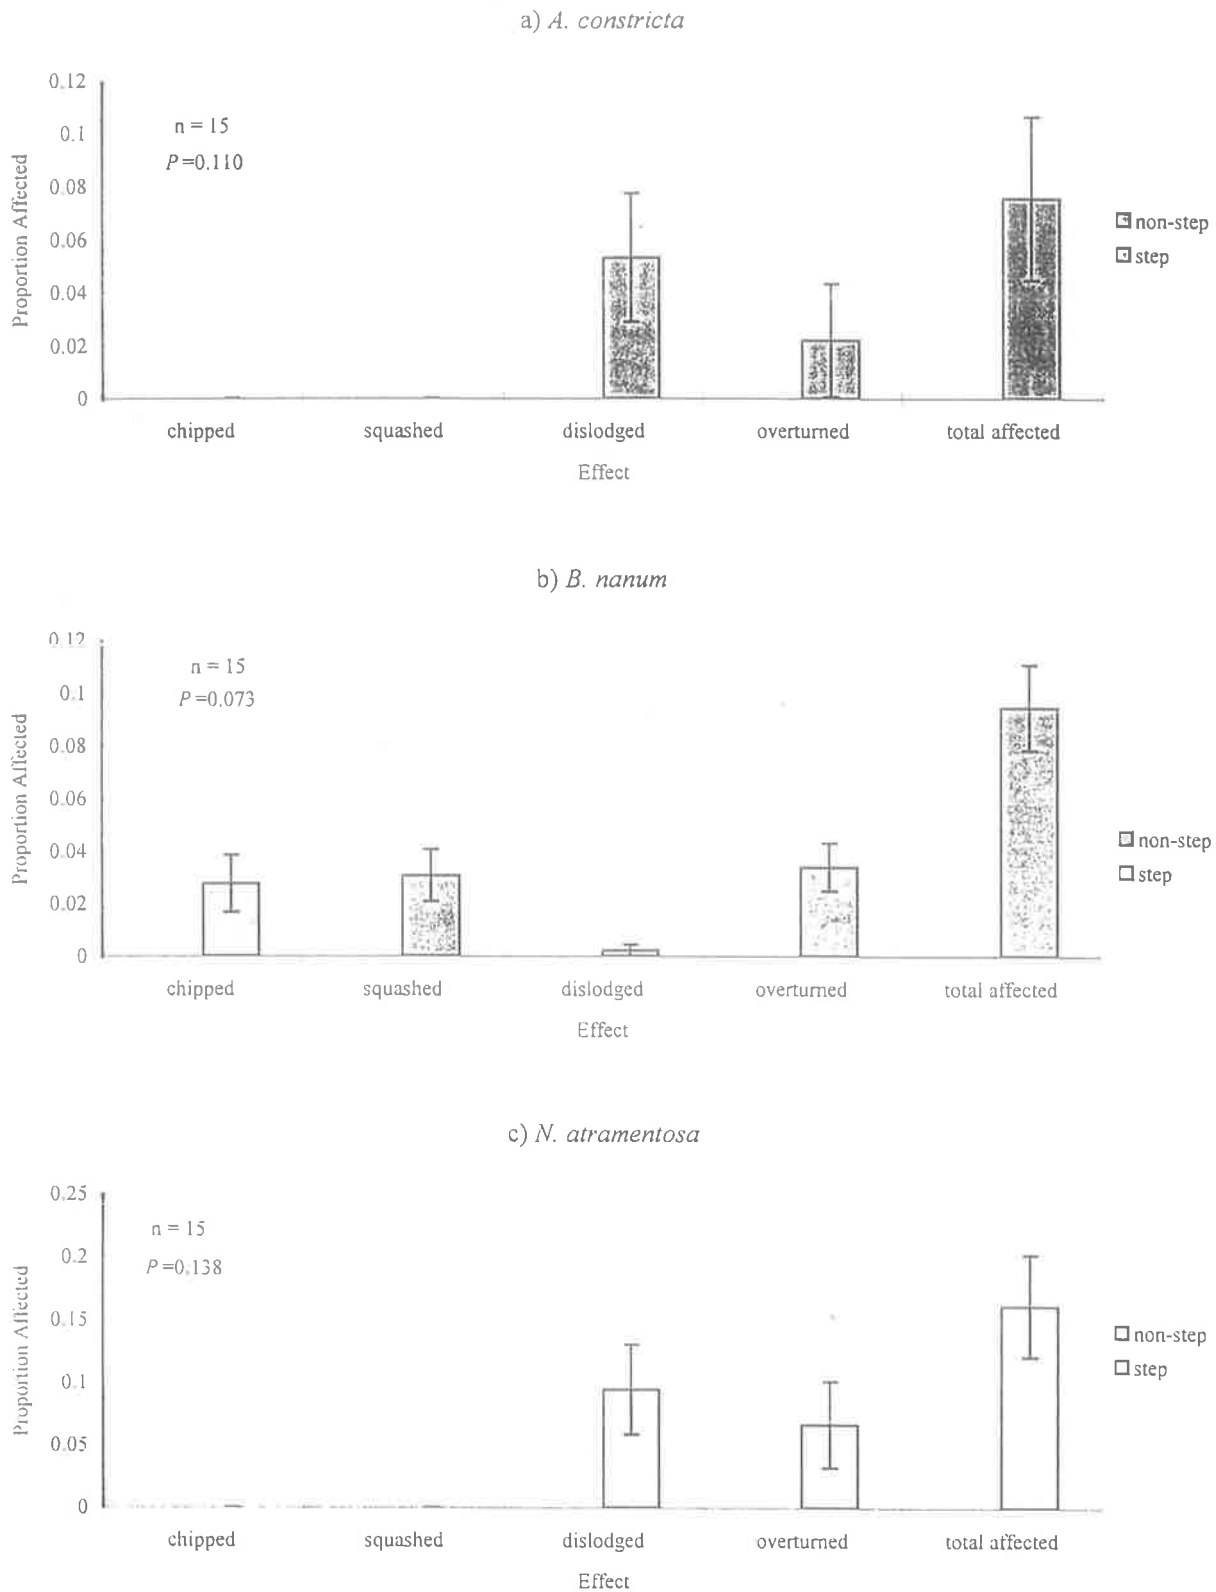 a) A. constricta
0.12
0.1
0.08
0.06
0.04
0.02
0
Proportion Affected
n = 15
P=0.110
non-step
step
chipped squashed dislodged overturned total affected
Effect
b) B. nanum
0.12
0.1
0.08
0.06
0.04
0.02
0
Proportion Affected
n = 15
P=0.073
non-step
step
chipped squashed dislodged overturned total affected
Effect
c) N. atramentosa
0.25
0.2
0.15
0.1
0.05
0
Proportion Affected
n = 15
P=0.138
non-step
step
chipped squashed dislodged overturned total affected
Effect